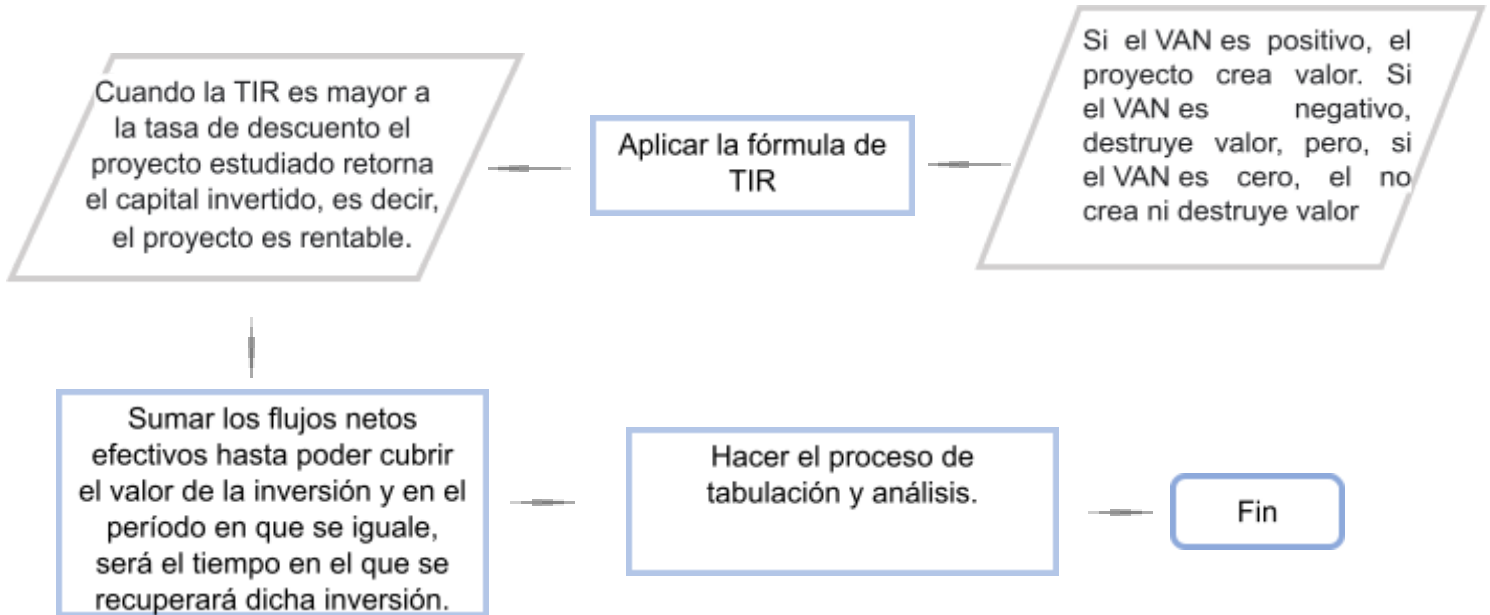 Si el VAN es positivo, el
proyecto crea valor. Si
el VAN es negativo,
destruye valor, pero, si
el VAN es cero, el no
crea ni destruye valor
Aplicar la fórmula de
TIR
Cuando la TIR es mayor a
la tasa de descuento el
proyecto estudiado retorna
el capital invertido, es decir,
el proyecto es rentable.
Sumar los flujos netos
efectivos hasta poder cubrir
el valor de la inversión y en el
período en que se iguale,
será el tiempo en el que se
recuperará dicha inversión.
Hacer el proceso de
tabulación y análisis.
Fin